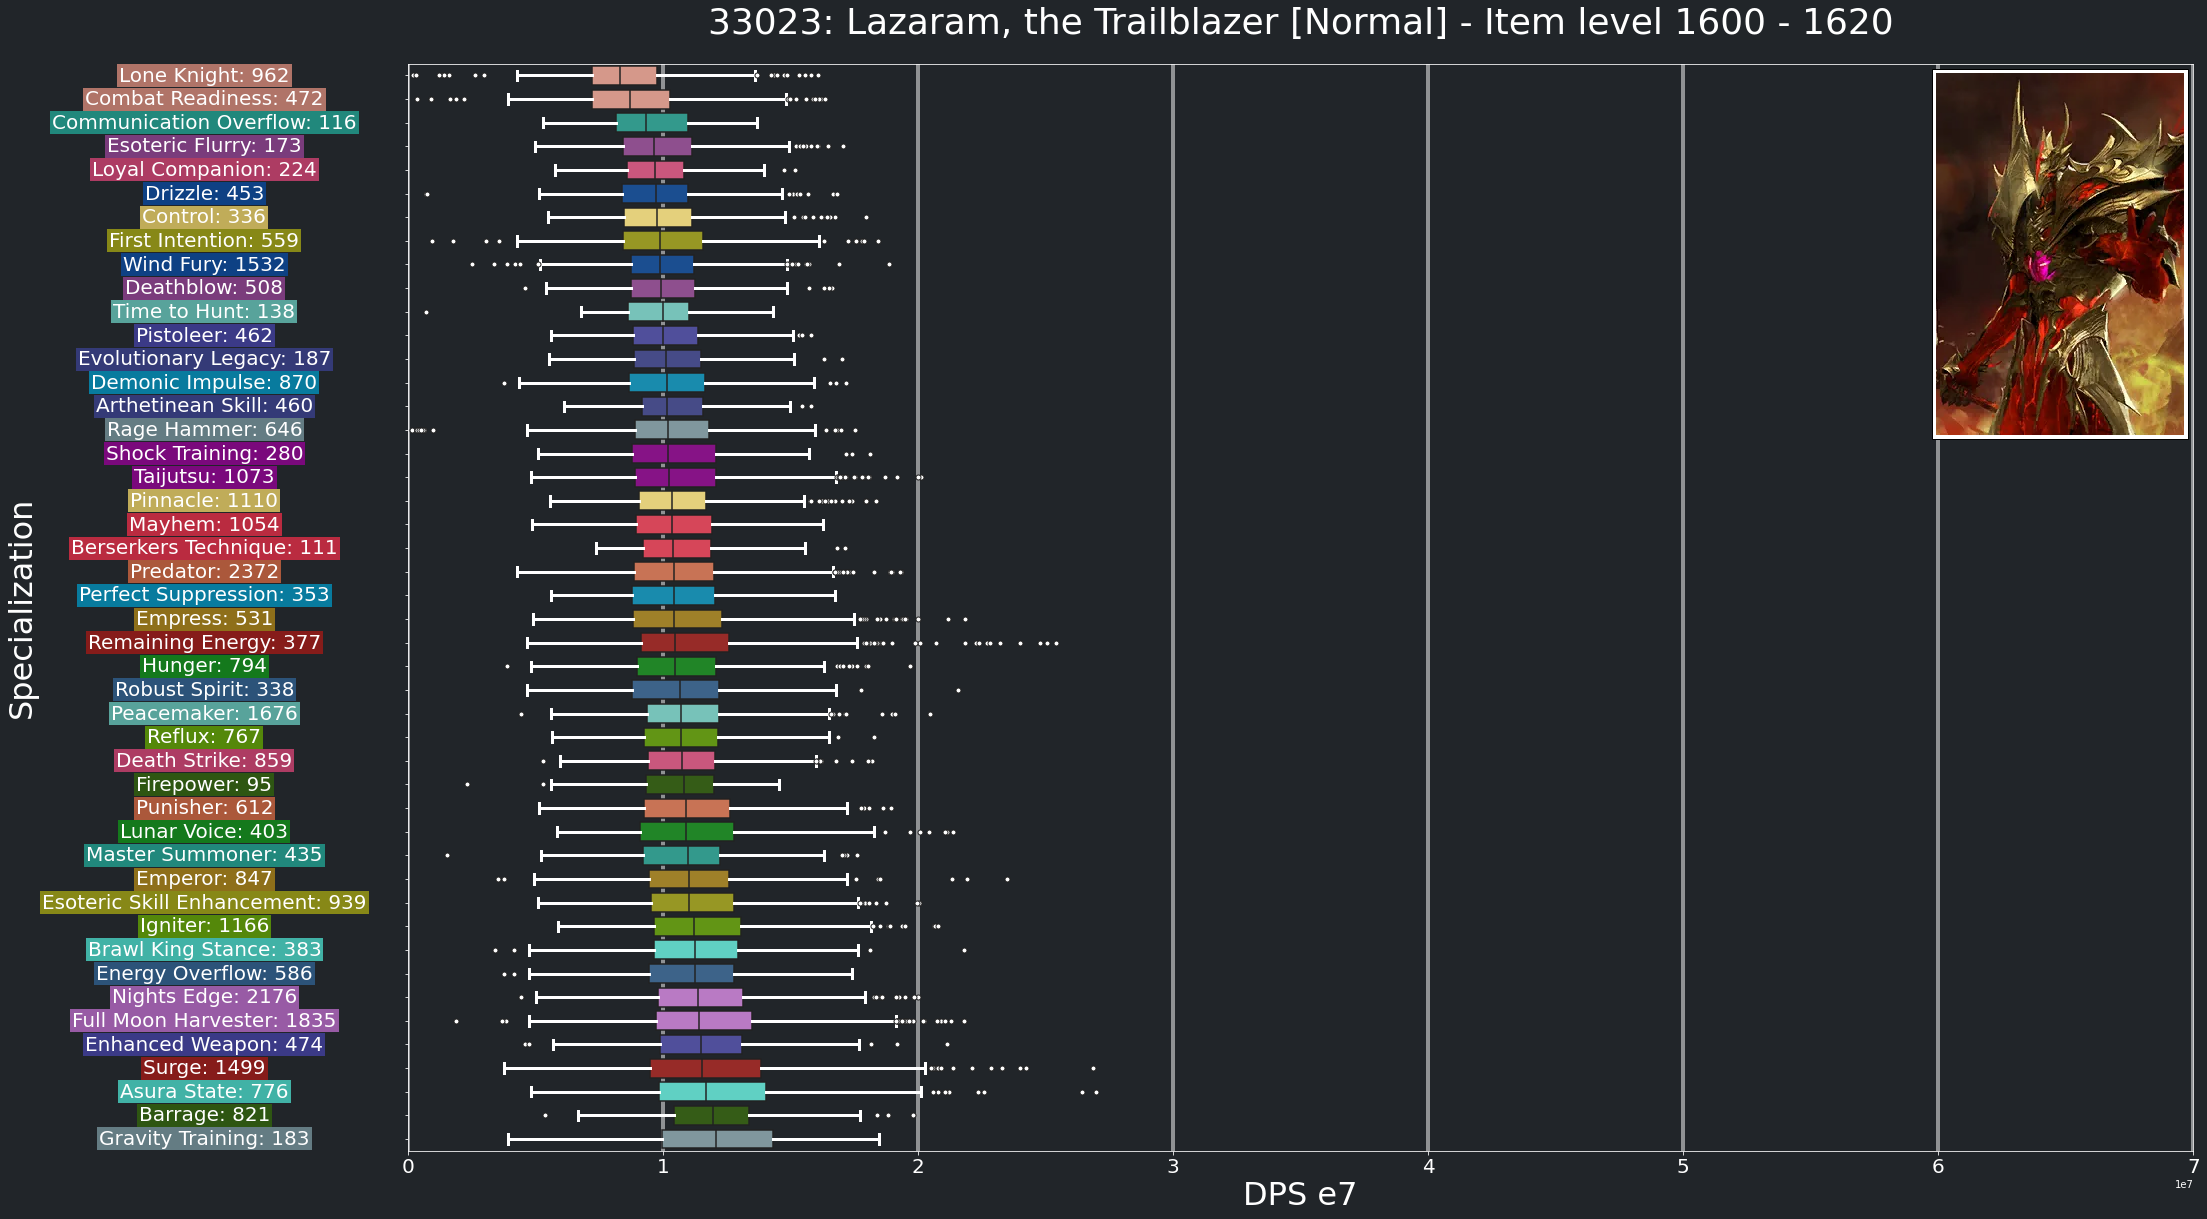 33023: Lazaram, the Trailblazer [Normal] - Item level 1600 - 1620
Lone Knight: 962
Combat Readiness: 472
Communication Overflow: 116
Esoteric Flurry: 173
Loyal Companion: 224
Drizzle: 453
Control: 336
First Intention: 559
Wind Fury: 1532
Deathblow: 508
Time to Hunt: 138
Pistoleer: 462
Evolutionary Legacy: 187
Demonic Impulse: 870
Arthetinean Skill: 460
Rage Hammer: 646
Shock Training: 280
Taijutsu: 1073
Pinnacle: 1110
Mayhem: 1054
Berserkers Technique: 111
Predator: 2372
Perfect Suppression: 353
Empress: 531
Remaining Energy: 377
Hunger: 794
Robust Spirit: 338
Peacemaker: 1676
Reflux: 767
Death Strike: 859
Firepower: 95
Punisher: 612
Lunar Voice: 403
Master Summoner: 435
Emperor: 847
Esoteric Skill Enhancement: 939
Igniter: 1166
Brawl King Stance: 383
Energy Overflow: 586
Nights Edge: 2176
Full Moon Harvester: 1835
Enhanced Weapon: 474
Surge: 1499
Asura State: 776
Barrage: 821
Gravity Training: 183
Specialization
0 1 2 3 4 5 6 7
1e7
DPS e7